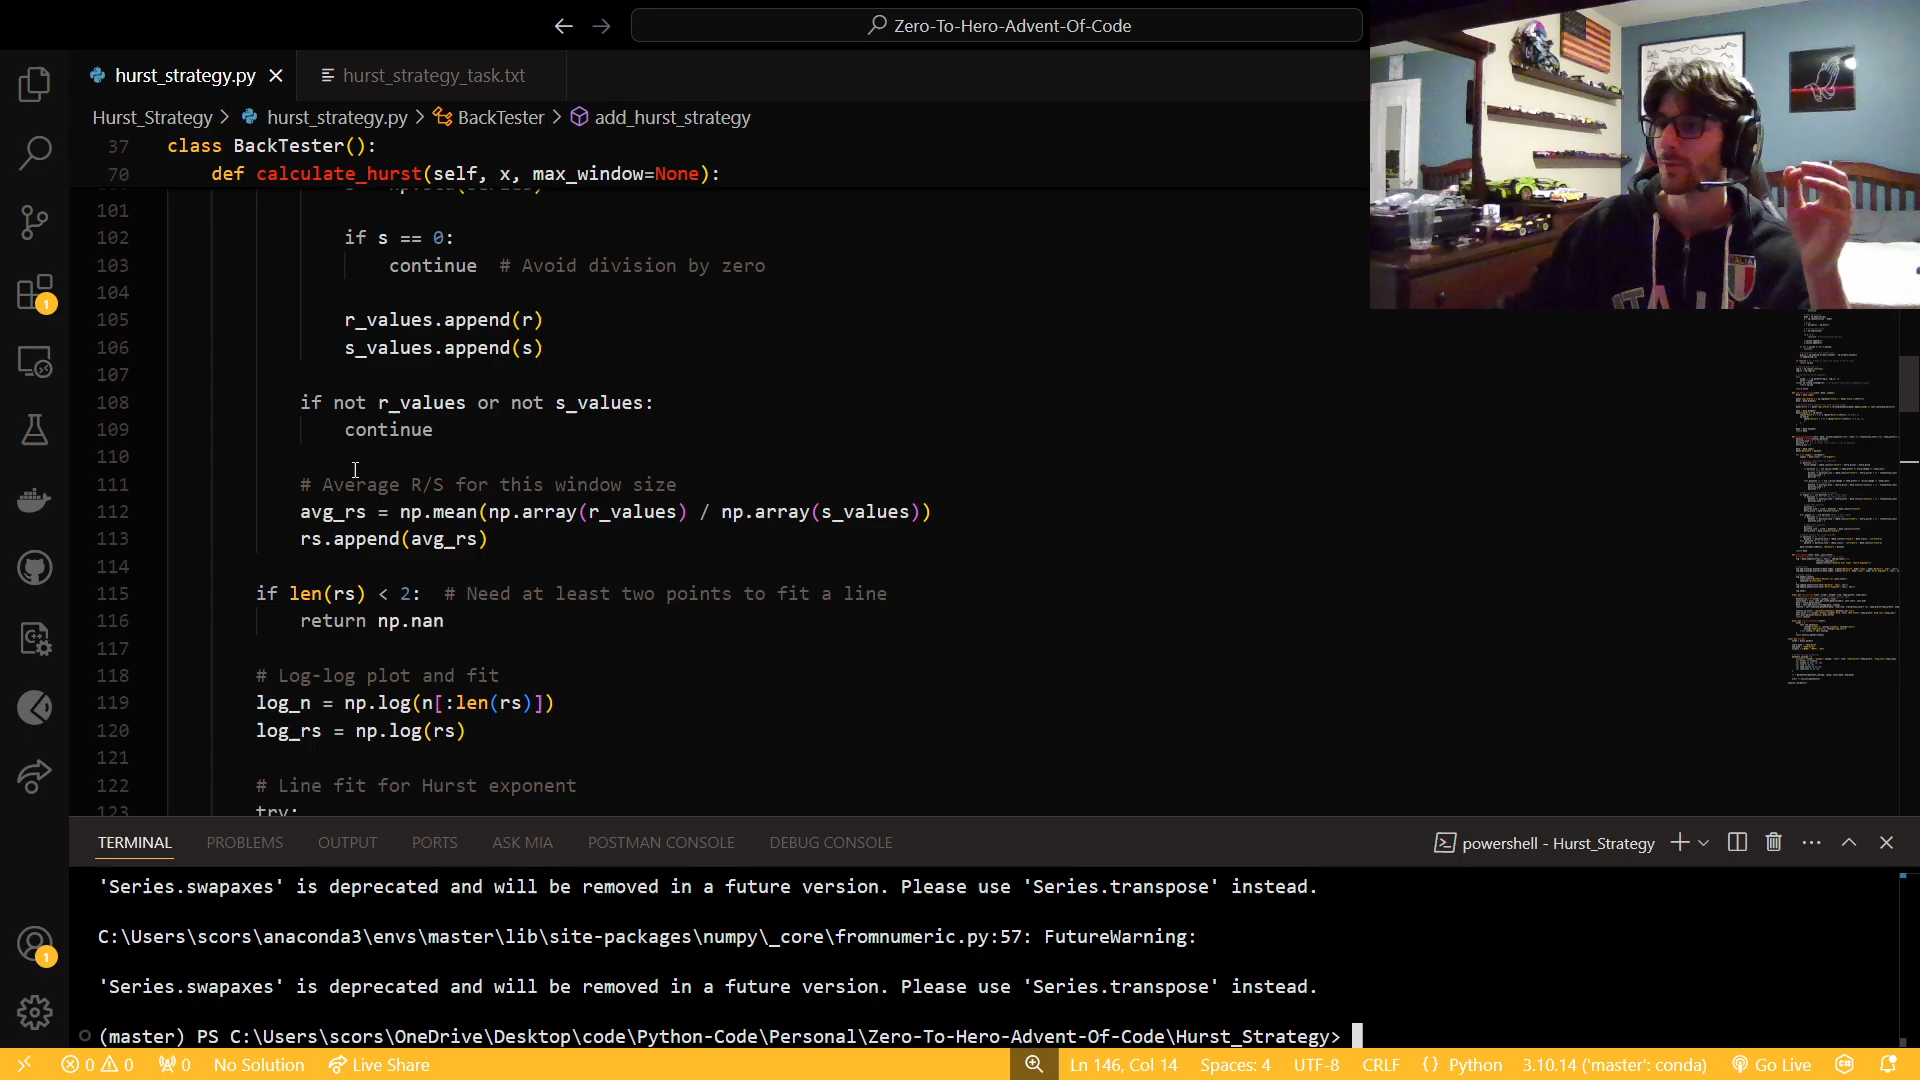 Zero-To-Hero-Advent-Of-Code
hurst_strategy.py
hurst_strategy_task.txt
Hurst_Strategy > hurst_strategy.py > BackTester > add_hurst_strategy
37 class BackTester():
70 def calculate_hurst(self, x, max_window=None):
101
102 if s == 0:
103 continue # Avoid division by zero
104
105 r_values.append(r)
106 s_values.append(s)
107
108 if not r_values or not s_values:
109 continue
110
111 # Average R/S for this window size
112 avg_rs = np.mean(np.array(r_values) / np.array(s_values))
113 rs.append(avg_rs)
114
115 if len(rs) < 2: # Need at least two points to fit a line
116 return np.nan
117
118 # Log-log plot and fit
119 log_n = np.log(n[:len(rs)])
120 log_rs = np.log(rs)
121
122 # Line fit for Hurst exponent
123 try:
TERMINAL PROBLEMS OUTPUT PORTS ASK MIA POSTMAN CONSOLE DEBUG CONSOLE
powershell - Hurst_Strategy
'Series.swapaxes' is deprecated and will be removed in a future version. Please use 'Series.transpose' instead.
C:\Users\scors\anaconda3\envs\master\lib\site-packages\numpy\_core\fromnumeric.py:57: FutureWarning:
'Series.swapaxes' is deprecated and will be removed in a future version. Please use 'Series.transpose' instead.
(master) PS C:\Users\scors\OneDrive\Desktop\code\Python-Code\Personal\Zero-To-Hero-Advent-Of-Code\Hurst_Strategy>
0 0 0 No Solution Live Share Ln 146, Col 14 Spaces: 4 UTF-8 CRLF {} Python 3.10.14 ('master': conda) Go Live
1
1
ITALIA